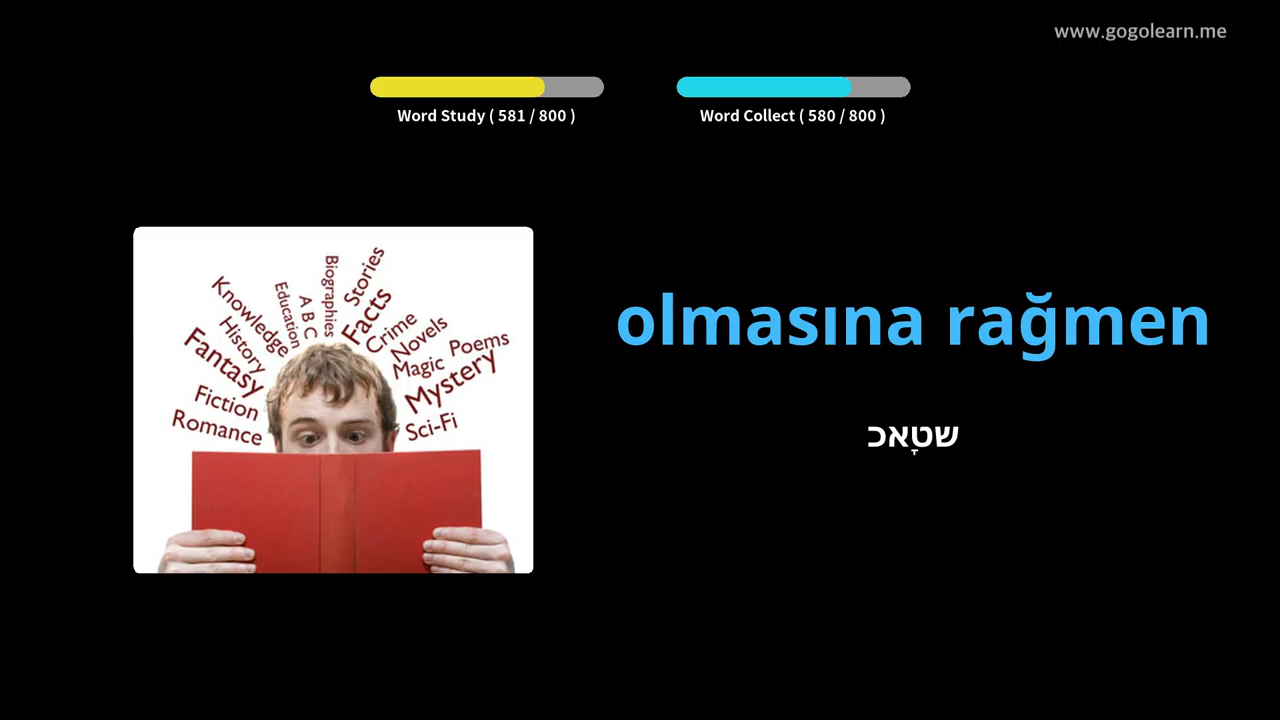 www.gogolearn.me
Word Study ( 581 / 800 )
Word Collect ( 580 / 800 )
Biographies
Stories
Education
A B C
Facts
Knowledge
Crime
History
Novels
Fantasy
Magic
Poems
Mystery
Fiction
Romance
Sci-Fi
olmasına rağmen
שטָאכ